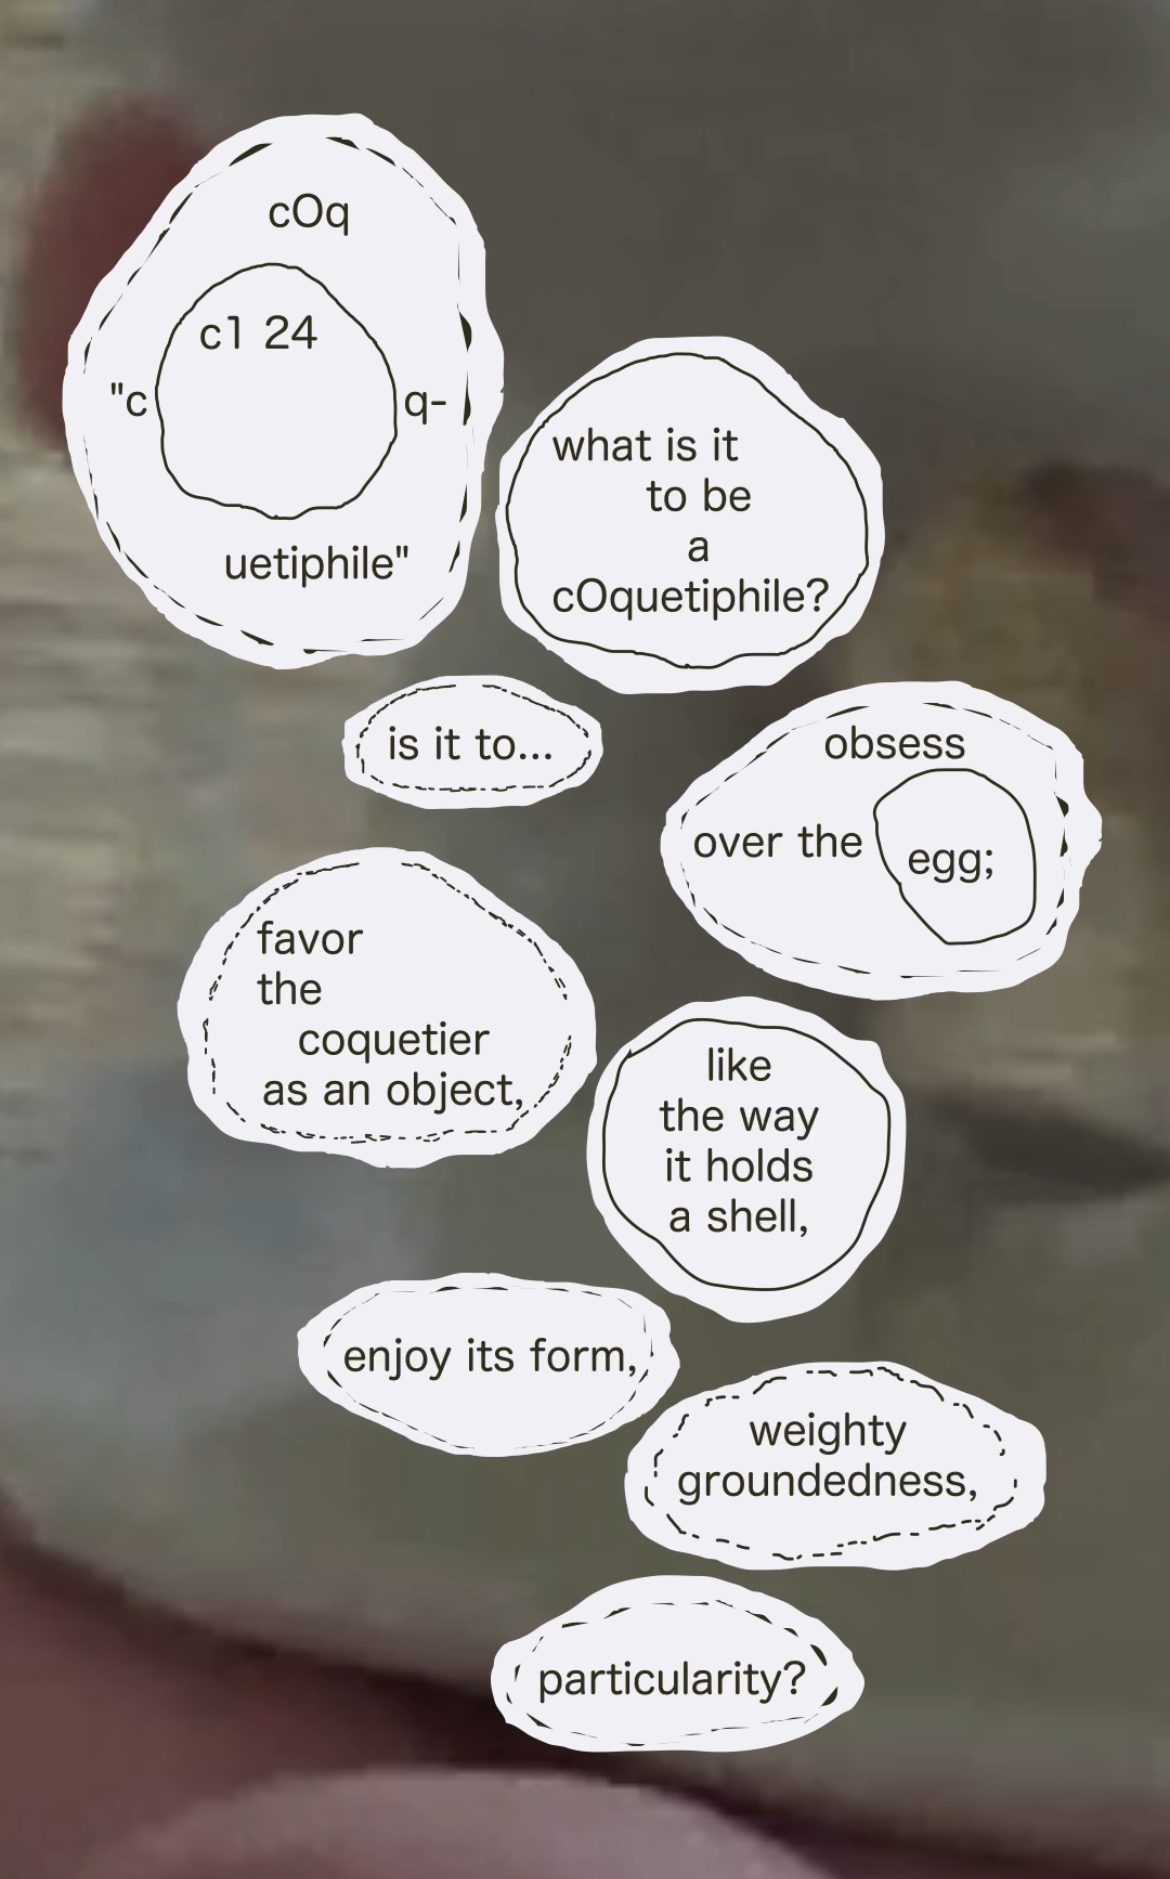 cOq
c1 24
"c q-
uetiphile"
what is it
to be
a
cOquetiphile?
is it to...
obsess
over the egg;
favor
the
coquetier
as an object,
like
the way
it holds
a shell,
enjoy its form,
weighty
groundedness,
particularity?